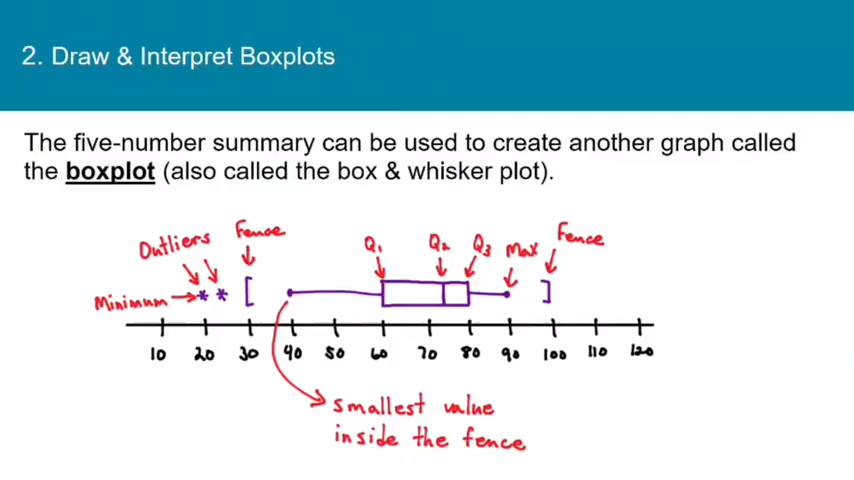 2. Draw & Interpret Boxplots
The five-number summary can be used to create another graph called
the boxplot (also called the box & whisker plot).
Outliers
Fence
Q1
Q2
Q3
Max
Fence
Minimum
10 20 30 40 50 60 70 80 90 100 110 120
smallest value
inside the fence